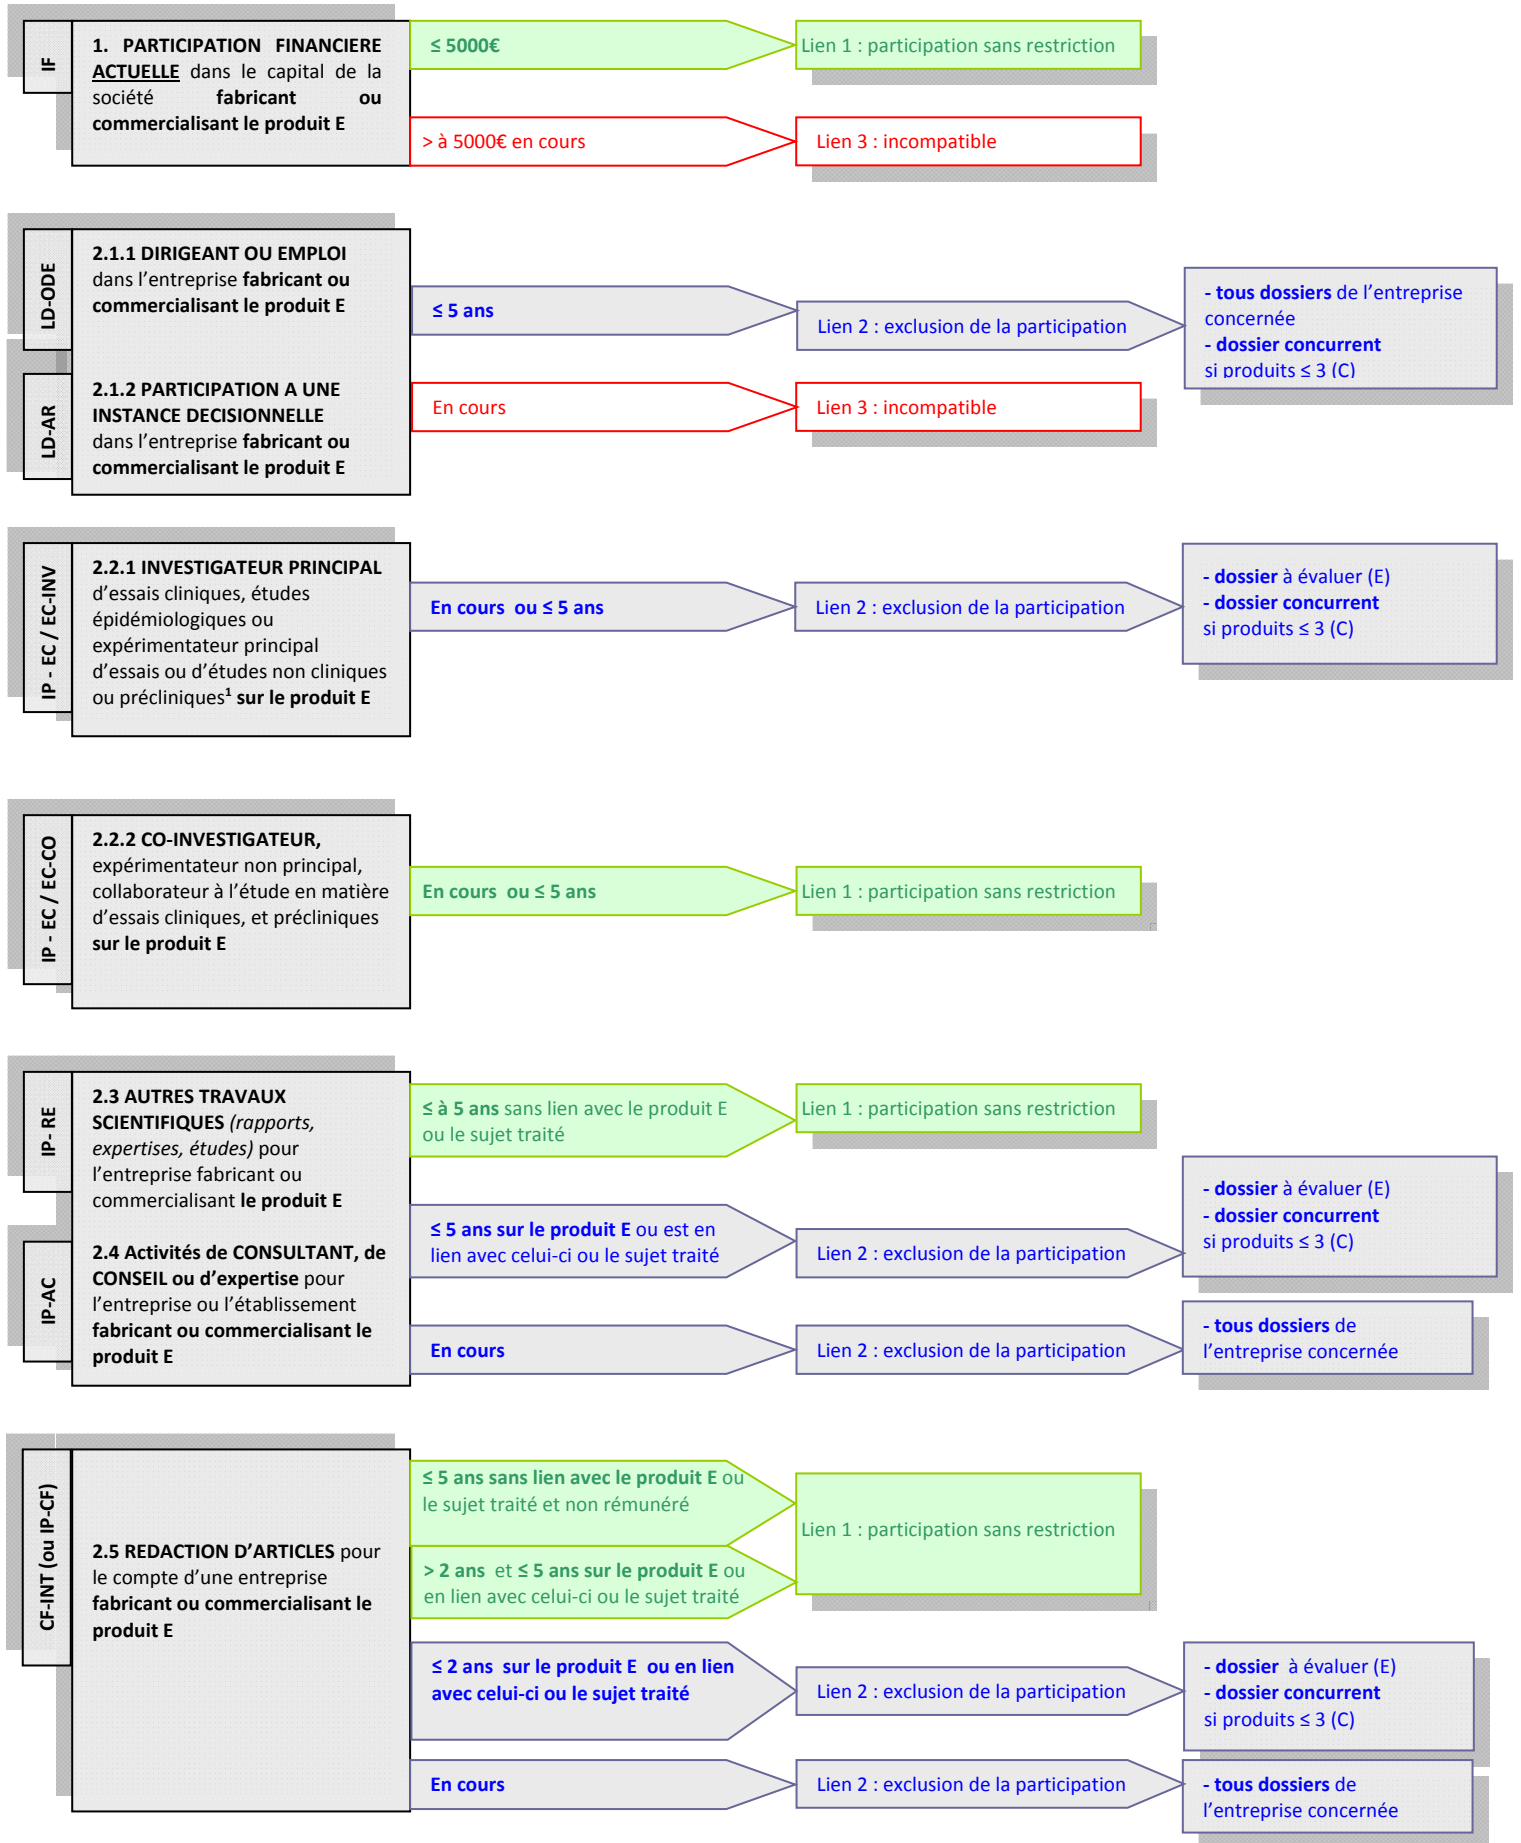 IF
1. PARTICIPATION FINANCIERE
ACTUELLE dans le capital de la
société fabricant ou
commercialisant le produit E
≤ 5000€
Lien 1 : participation sans restriction
> à 5000€ en cours
Lien 3 : incompatible
LD-ODE
2.1.1 DIRIGEANT OU EMPLOI
dans l’entreprise fabricant ou
commercialisant le produit E
≤ 5 ans
Lien 2 : exclusion de la participation
- tous dossiers de l’entreprise
concernée
- dossier concurrent
si produits ≤ 3 (C)
LD-AR
2.1.2 PARTICIPATION A UNE
INSTANCE DECISIONNELLE
dans l’entreprise fabricant ou
commercialisant le produit E
En cours
Lien 3 : incompatible
IP - EC / EC-INV
2.2.1 INVESTIGATEUR PRINCIPAL
d’essais cliniques, études
épidémiologiques ou
expérimentateur principal
d’essais ou d’études non cliniques
ou précliniques¹ sur le produit E
En cours ou ≤ 5 ans
Lien 2 : exclusion de la participation
- dossier à évaluer (E)
- dossier concurrent
si produits ≤ 3 (C)
IP - EC / EC-CO
2.2.2 CO-INVESTIGATEUR,
expérimentateur non principal,
collaborateur à l’étude en matière
d’essais cliniques, et précliniques
sur le produit E
En cours ou ≤ 5 ans
Lien 1 : participation sans restriction
IP- RE
2.3 AUTRES TRAVAUX
SCIENTIFIQUES (rapports,
expertises, études) pour
l’entreprise fabricant ou
commercialisant le produit E
≤ à 5 ans sans lien avec le produit E
ou le sujet traité
Lien 1 : participation sans restriction
≤ 5 ans sur le produit E ou est en
lien avec celui-ci ou le sujet traité
Lien 2 : exclusion de la participation
- dossier à évaluer (E)
- dossier concurrent
si produits ≤ 3 (C)
IP-AC
2.4 Activités de CONSULTANT, de
CONSEIL ou d’expertise pour
l’entreprise ou l’établissement
fabricant ou commercialisant le
produit E
En cours
Lien 2 : exclusion de la participation
- tous dossiers de
l’entreprise concernée
CF-INT (ou IP-CF)
2.5 REDACTION D’ARTICLES pour
le compte d’une entreprise
fabricant ou commercialisant le
produit E
≤ 5 ans sans lien avec le produit E ou
le sujet traité et non rémunéré
> 2 ans et ≤ 5 ans sur le produit E ou
en lien avec celui-ci ou le sujet traité
Lien 1 : participation sans restriction
≤ 2 ans sur le produit E ou en lien
avec celui-ci ou le sujet traité
Lien 2 : exclusion de la participation
- dossier à évaluer (E)
- dossier concurrent
si produits ≤ 3 (C)
En cours
Lien 2 : exclusion de la participation
- tous dossiers de
l’entreprise concernée